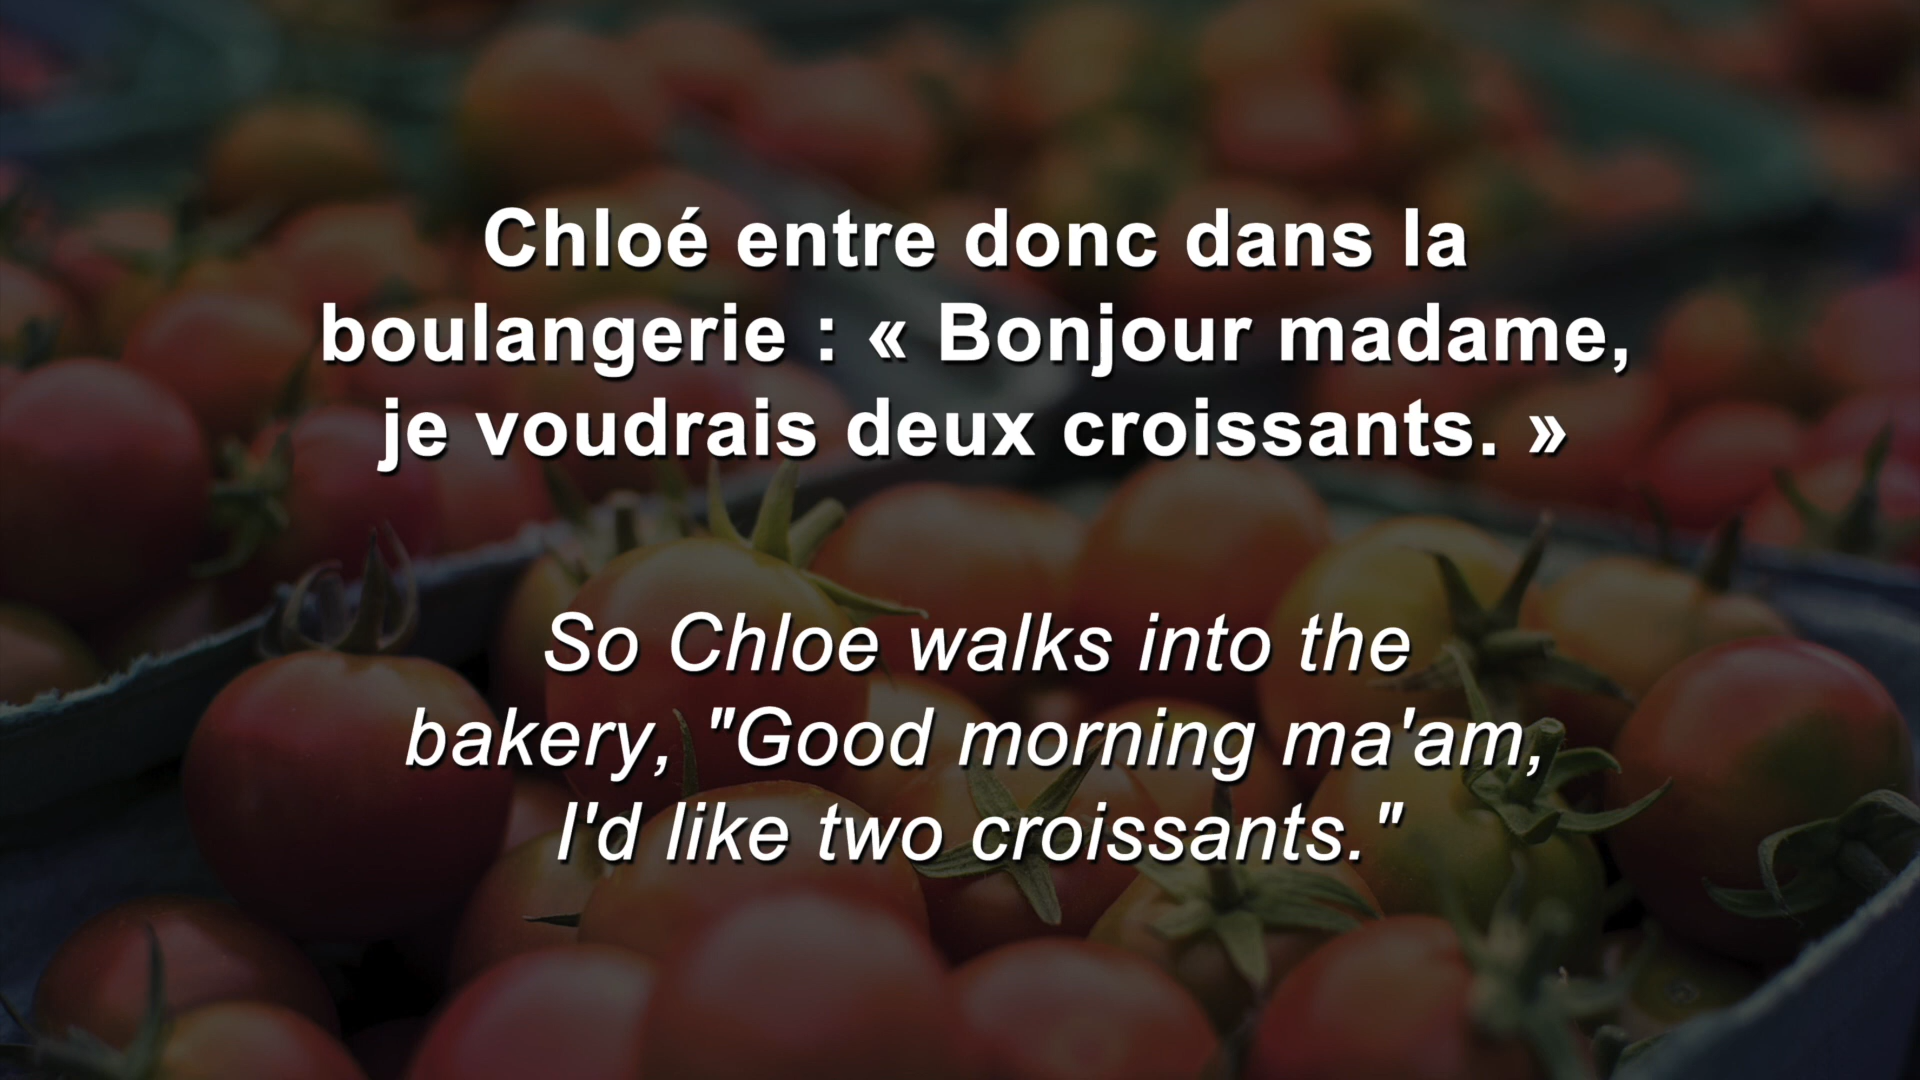 Chloé entre donc dans la
boulangerie : « Bonjour madame,
je voudrais deux croissants. »
So Chloe walks into the
bakery, "Good morning ma'am,
I'd like two croissants."